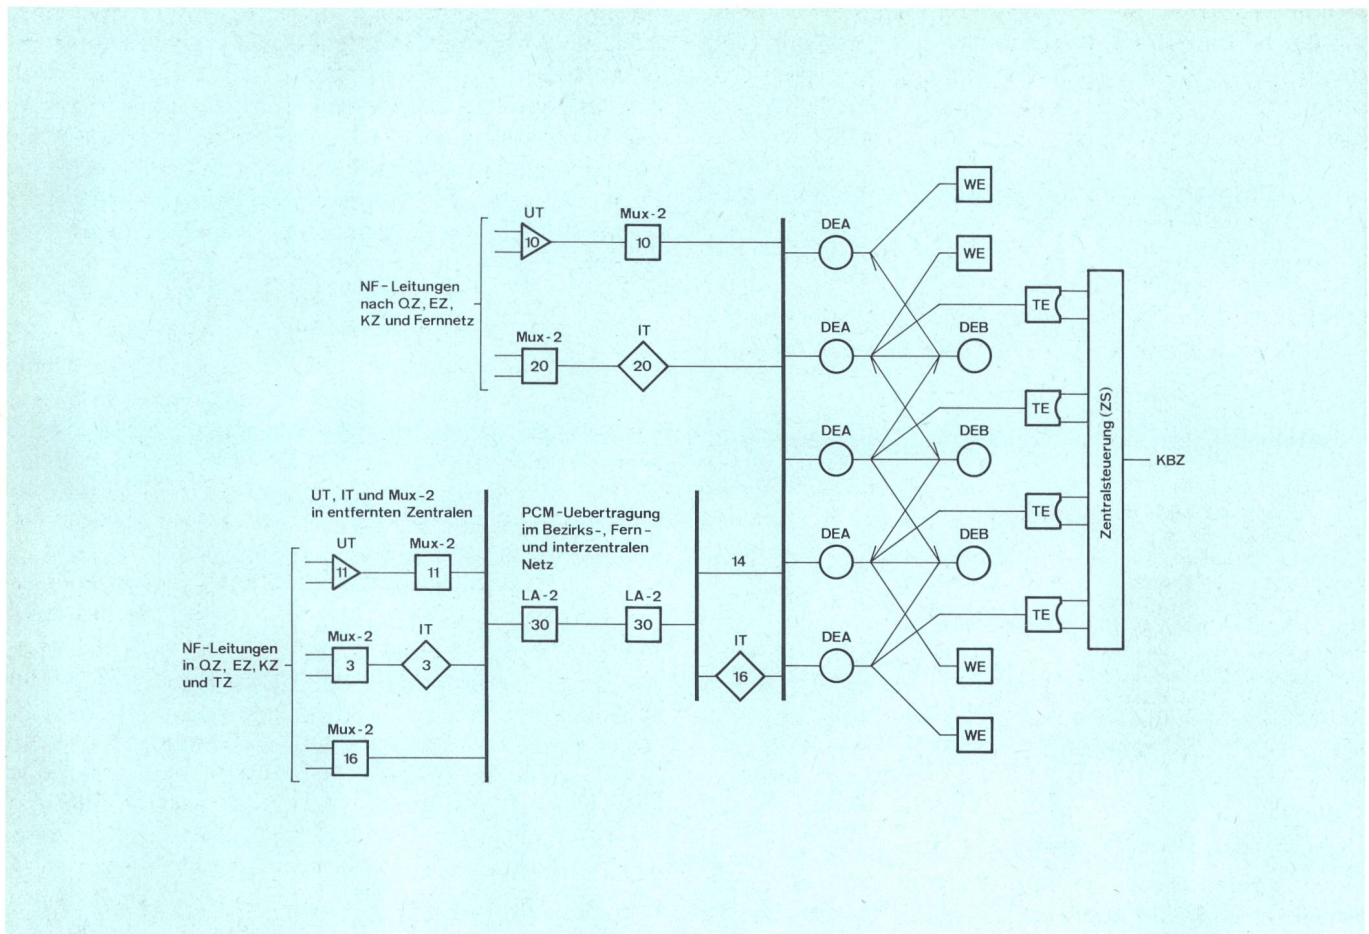 WE
UT
Mux-2
DEA
10
10
WE
NF-Leitungen
nach QZ, EZ,
KZ und Fernnetz
TE
Mux-2
IT
DEA
DEB
20
20
TE
DEA
DEB
Zentralsteuerung (ZS)
KBZ
UT, IT und Mux-2
in entfernten Zentralen
PCM-Uebertragung
im Bezirks-, Fern-
und interzentralen
Netz
TE
UT
Mux-2
14
DEA
DEB
11
11
LA-2
LA-2
30
30
TE
NF-Leitungen
in QZ, EZ, KZ
und TZ
Mux-2
IT
IT
DEA
3
3
16
WE
Mux-2
16
WE